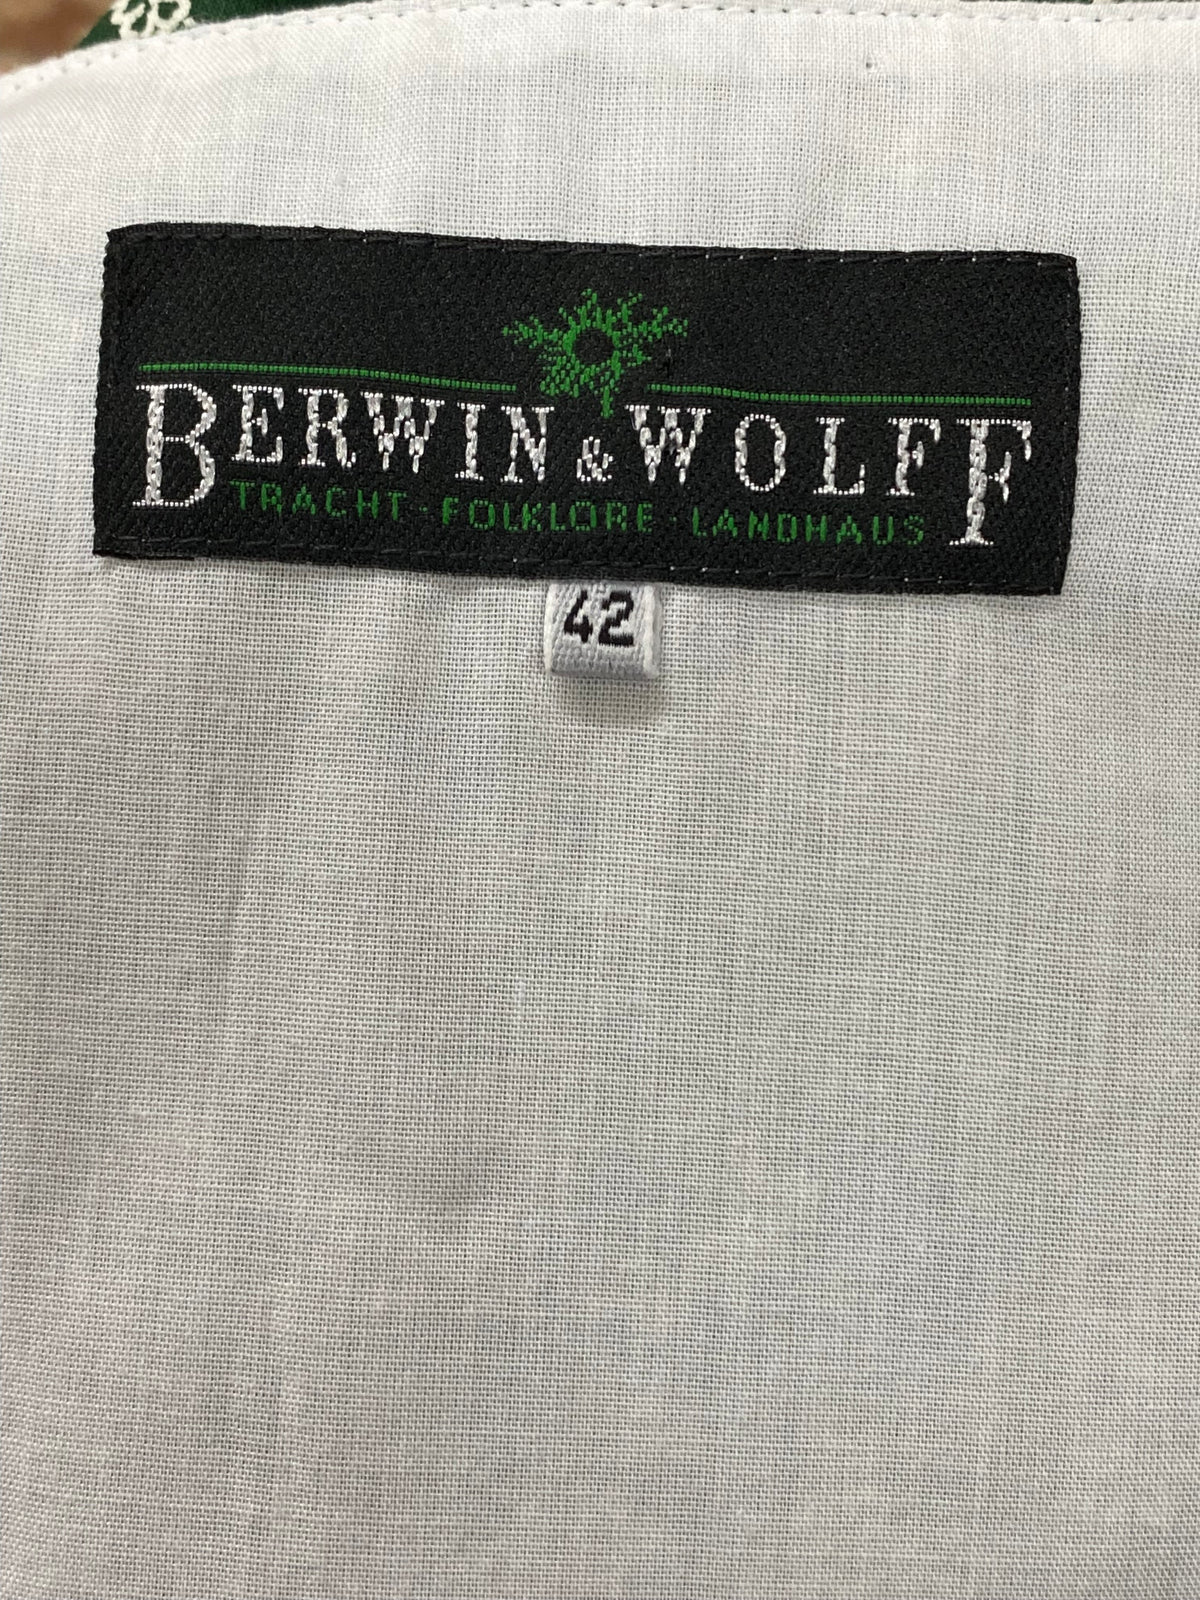 BERWIN & WOLFF
TRACHT · FOLKLORE · LANDHAUS
42